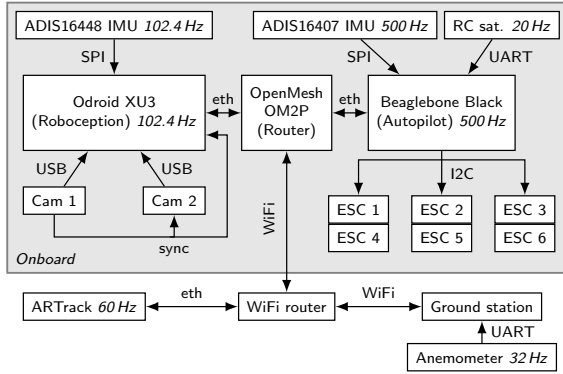 ADIS16448 IMU 102.4 Hz
ADIS16407 IMU 500 Hz
RC sat. 20 Hz
SPI
SPI
UART
Odroid XU3
(Roboception) 102.4 Hz
eth
OpenMesh
OM2P
(Router)
eth
Beaglebone Black
(Autopilot) 500 Hz
USB
USB
I2C
Cam 1
Cam 2
sync
WiFi
ESC 1
ESC 2
ESC 3
ESC 4
ESC 5
ESC 6
Onboard
ARTrack 60 Hz
eth
WiFi router
WiFi
Ground station
UART
Anemometer 32 Hz